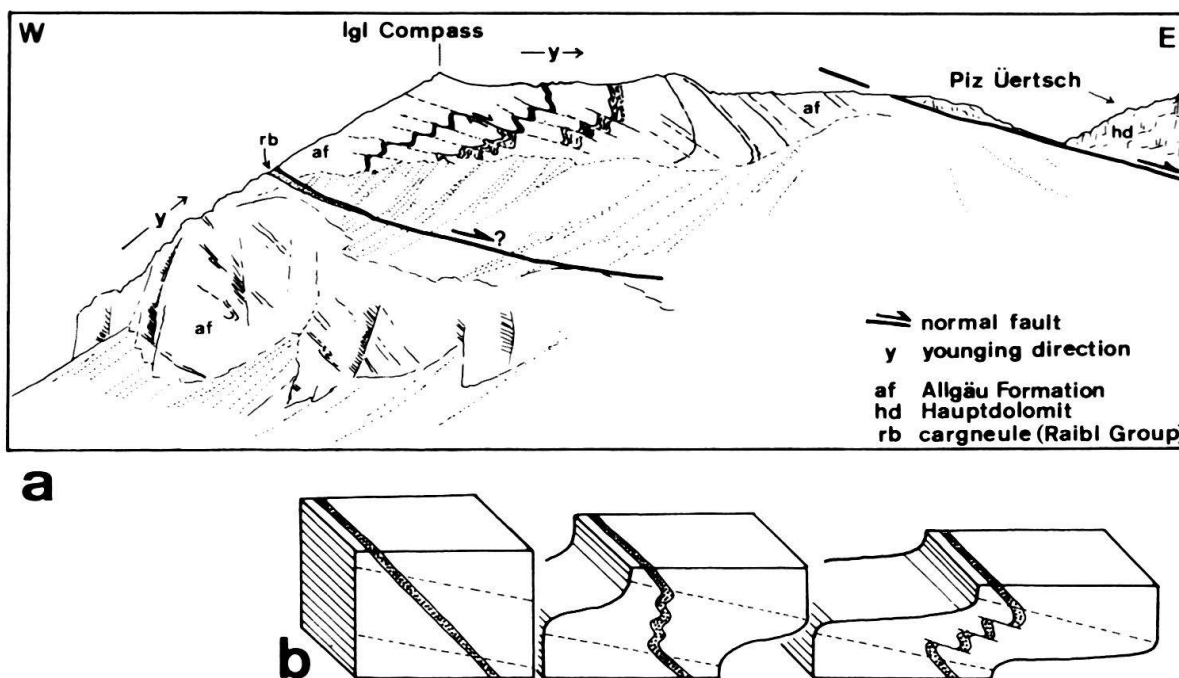 W
Igl Compass
— y →
E
Piz Üertsch
rb
af
af
hd
y
?
af
normal fault
y younging direction
af Allgäu Formation
hd Hauptdolomit
rb cargneule (Raibl Group)
a
b